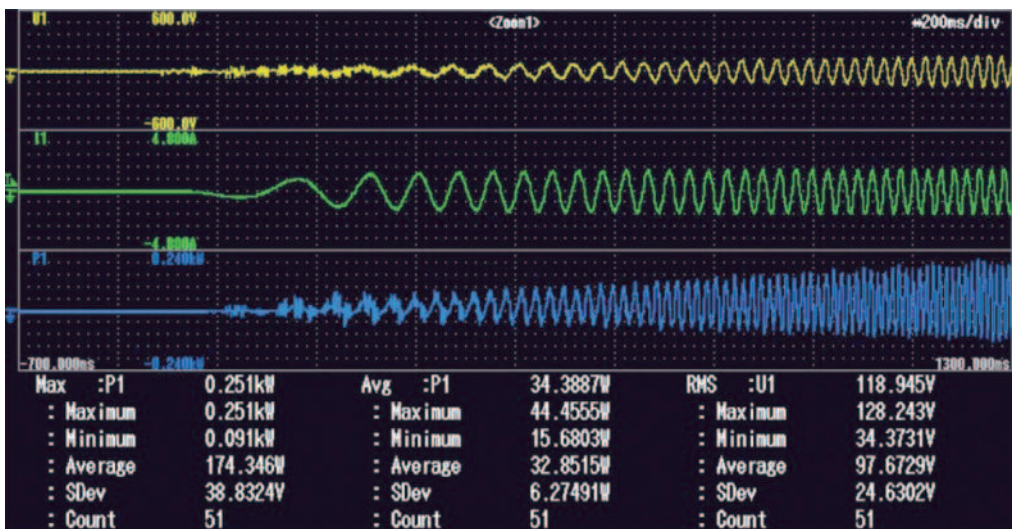 U1 600.0V <Zoom1> 200ms/div
-600.0V
I1 4.800A
-4.800A
P1 0.240kW
-700.000ms -0.240kW 1300.000ms
Max :P1 0.251kW Avg :P1 34.3887W RMS :U1 118.945V
: Maximum 0.251kW : Maximum 44.4555W : Maximum 128.243V
: Minimum 0.091kW : Minimum 15.6803W : Minimum 34.3731V
: Average 174.346W : Average 32.8515W : Average 97.6729V
: SDev 38.8324V : SDev 6.27491W : SDev 24.6302V
: Count 51 : Count 51 : Count 51